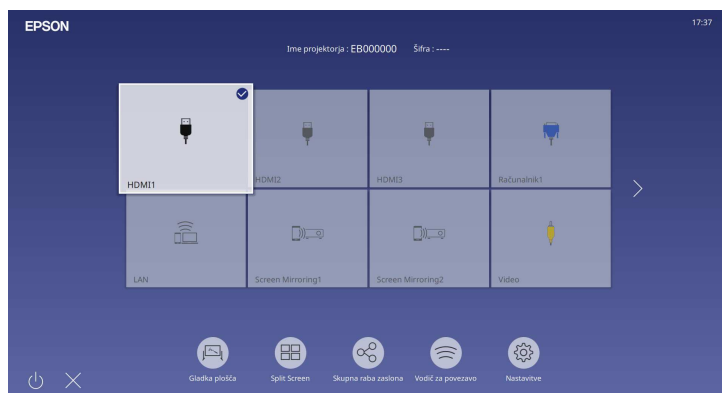 EPSON
17:37
Ime projektorja : EB000000 Šifra : ----
HDMI1
HDMI2
HDMI3
Računalnik1
LAN
Screen Mirroring1
Screen Mirroring2
Video
Gladka plošča
Split Screen
Skupna raba zaslona
Vodič za povezavo
Nastavitve